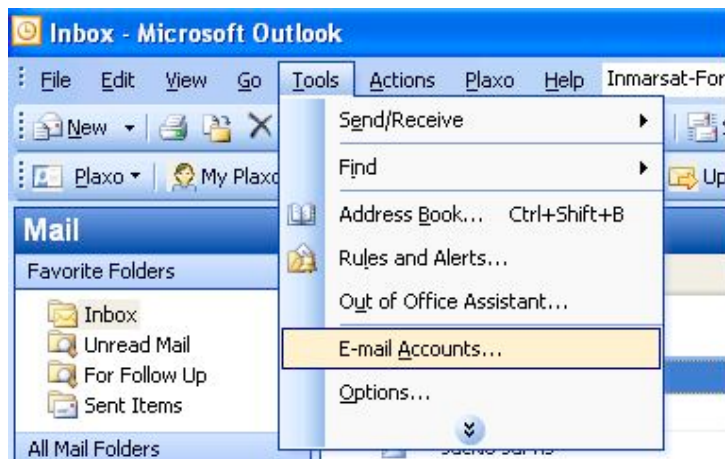 Inbox - Microsoft Outlook
File Edit View Go Tools Actions Plaxo Help Inmarsat-For
New
Send/Receive
Plaxo My Plaxo
Find
Up
Mail
Address Book... Ctrl+Shift+B
Favorite Folders
Rules and Alerts...
Inbox
Out of Office Assistant...
Unread Mail
E-mail Accounts...
For Follow Up
Options...
Sent Items
All Mail Folders